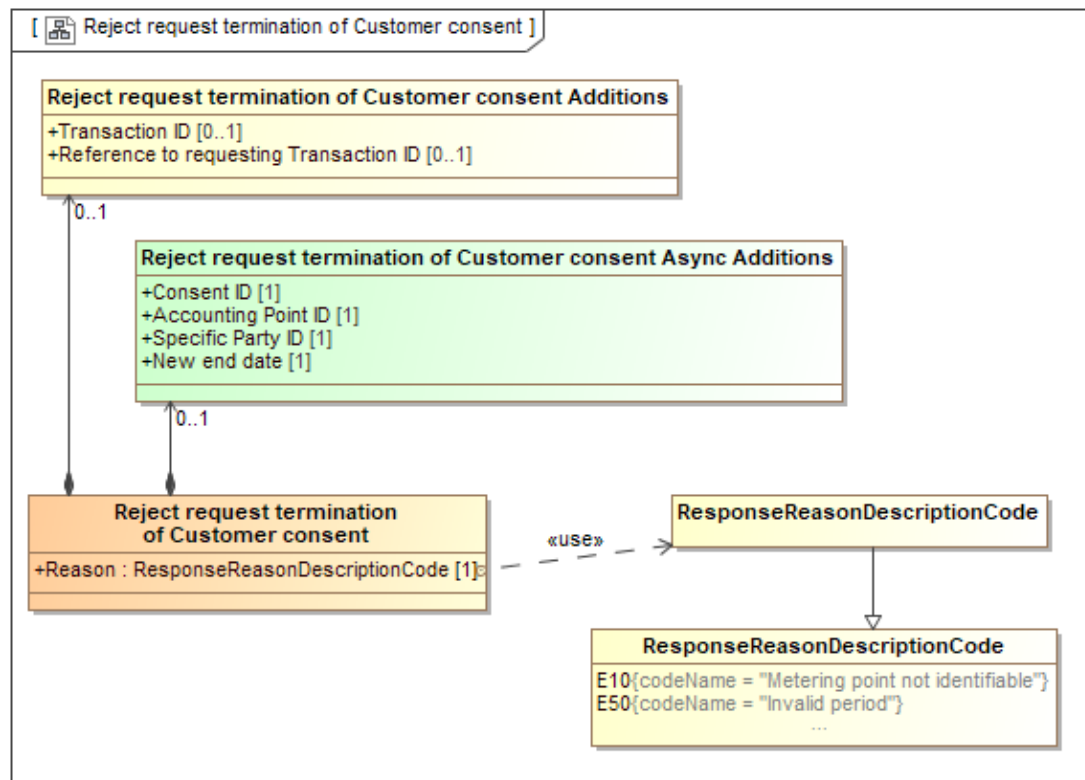 [ Reject request termination of Customer consent ]
Reject request termination of Customer consent Additions
+Transaction ID [0..1]
+Reference to requesting Transaction ID [0..1]
0..1
Reject request termination of Customer consent Async Additions
+Consent ID [1]
+Accounting Point ID [1]
+Specific Party ID [1]
+New end date [1]
0..1
Reject request termination
of Customer consent
+Reason : ResponseReasonDescriptionCode [1]
«use»
ResponseReasonDescriptionCode
ResponseReasonDescriptionCode
E10{codeName = "Metering point not identifiable"}
E50{codeName = "Invalid period"}
...